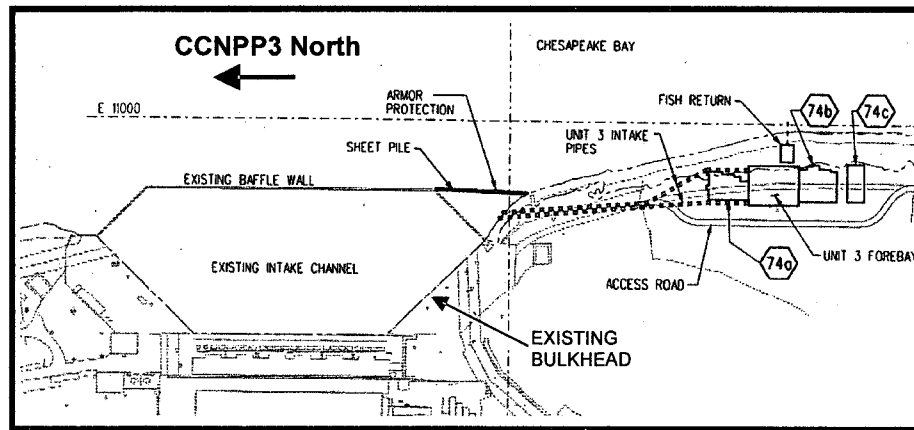 CCNPP3 North
CHESAPEAKE BAY
E 11000
ARMOR
PROTECTION
FISH RETURN
74b
74c
SHEET PILE
UNIT 3 INTAKE
PIPES
EXISTING BAFFLE WALL
EXISTING INTAKE CHANNEL
74a
UNIT 3 FOREBAY
ACCESS ROAD
EXISTING
BULKHEAD